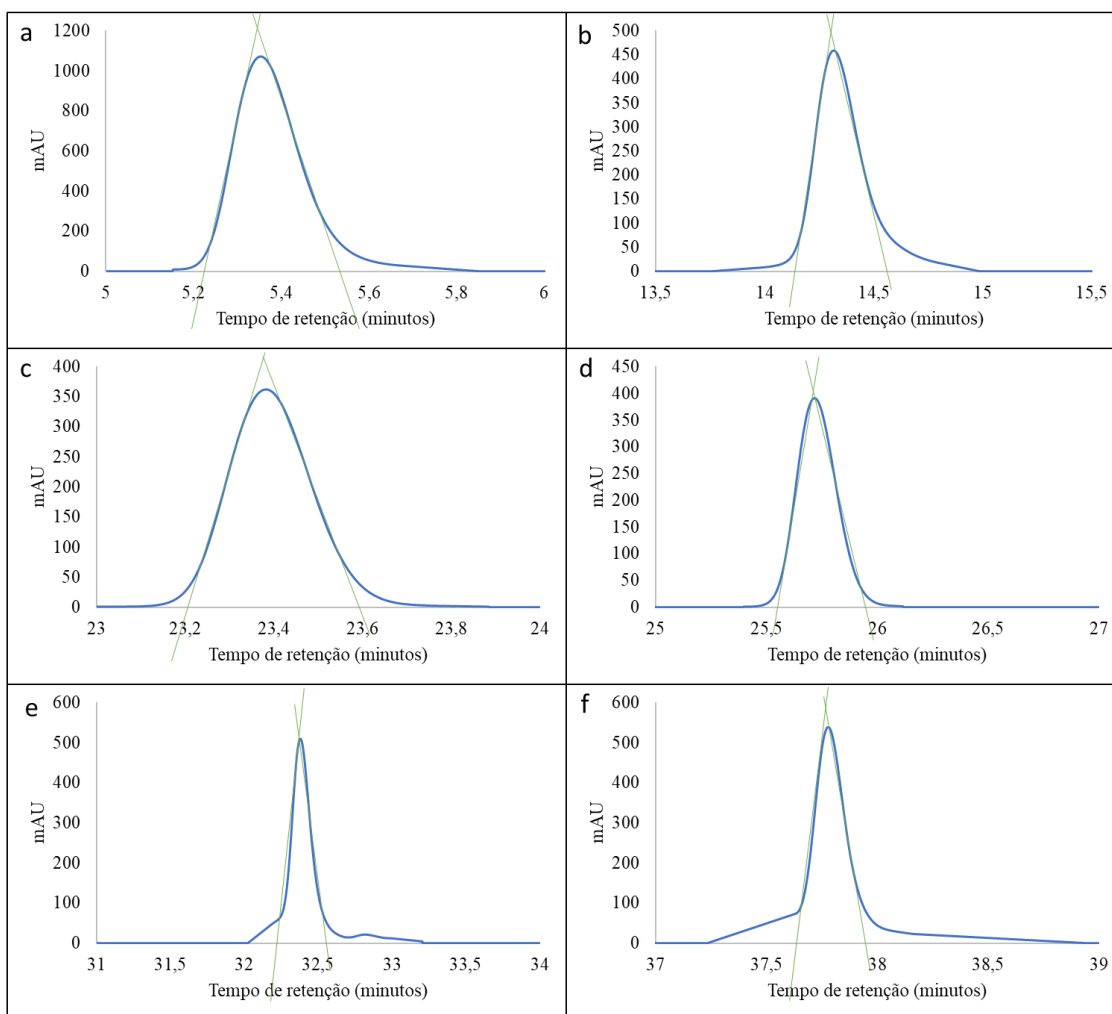 a
1200
1000
800
600
400
200
0
mAU
5 5,2 5,4 5,6 5,8 6
Tempo de retenção (minutos)
b
500
450
400
350
300
250
200
150
100
50
0
mAU
13,5 14 14,5 15 15,5
Tempo de retenção (minutos)
c
400
350
300
250
200
150
100
50
0
mAU
23 23,2 23,4 23,6 23,8 24
Tempo de retenção (minutos)
d
450
400
350
300
250
200
150
100
50
0
mAU
25 25,5 26 26,5 27
Tempo de retenção (minutos)
e
600
500
400
300
200
100
0
mAU
31 31,5 32 32,5 33 33,5 34
Tempo de retenção (minutos)
f
600
500
400
300
200
100
0
mAU
37 37,5 38 38,5 39
Tempo de retenção (minutos)